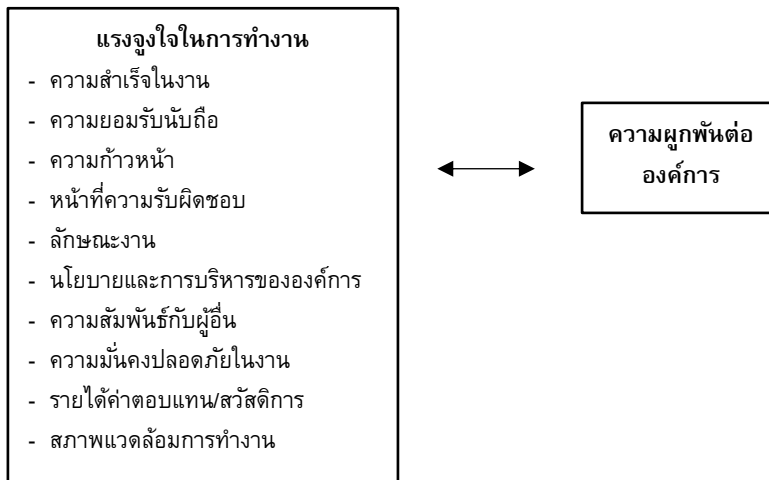 แรงจูงใจในการทำงาน
- ความสำเร็จในงาน
- ความยอมรับนับถือ
- ความก้าวหน้า
- หน้าที่ความรับผิดชอบ
- ลักษณะงาน
- นโยบายและการบริหารขององค์การ
- ความสัมพันธ์กับผู้อื่น
- ความมั่นคงปลอดภัยในงาน
- รายได้ค่าตอบแทน/สวัสดิการ
- สภาพแวดล้อมการทำงาน
ความผูกพันต่อ
องค์การ